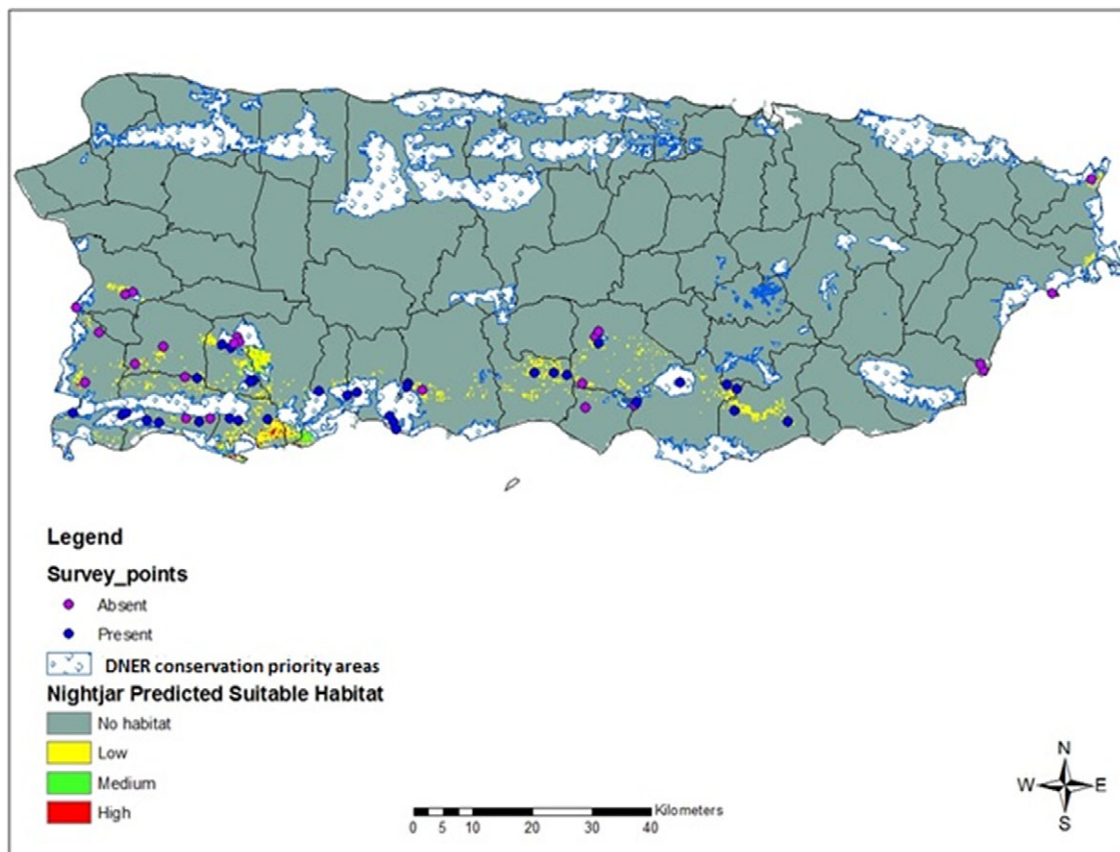 Legend
Survey_points
Absent
Present
DNER conservation priority areas
Nightjar Predicted Suitable Habitat
No habitat
Low
Medium
High
N
W E
S
Kilometers
0 5 10 20 30 40